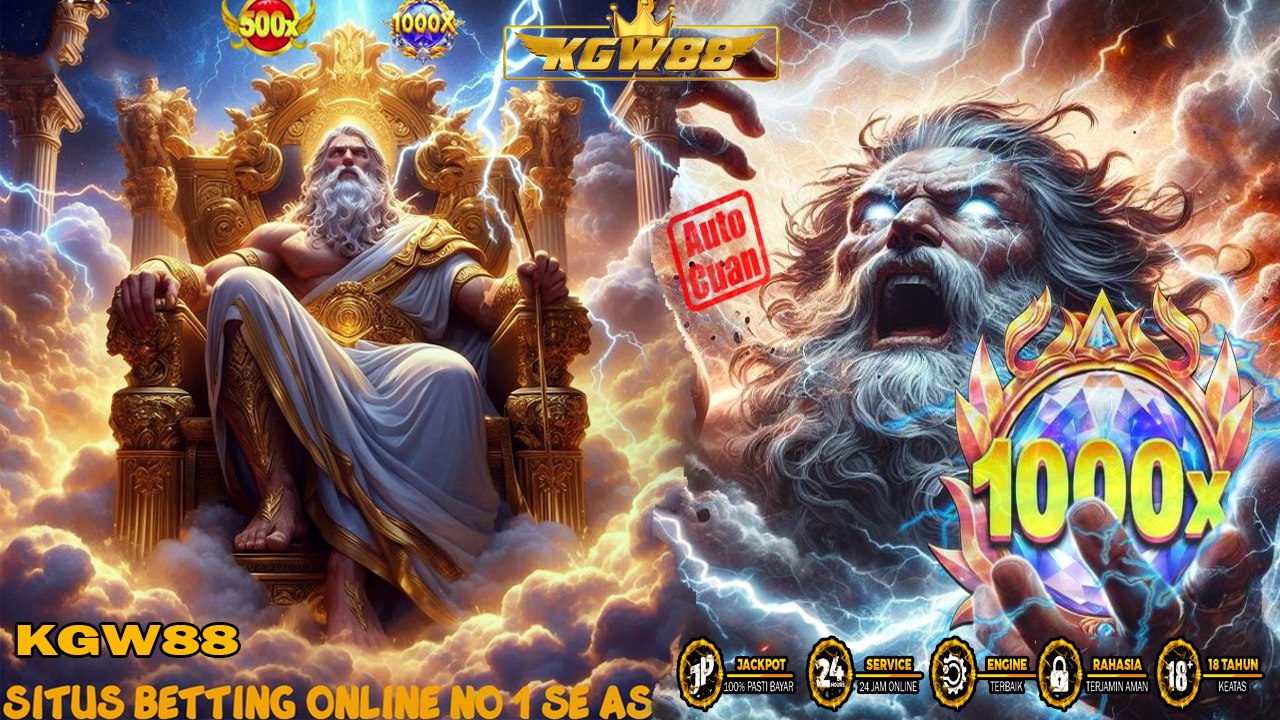 500x
1000X
KGW88
Auto
Cuan
1000x
KGW88
SITUS BETTING ONLINE NO 1 SE AS
JACKPOT
100% PASTI BAYAR
24
HOURS
SERVICE
24 JAM ONLINE
ENGINE
TERBAIK
RAHASIA
TERJAMIN AMAN
18+
18 TAHUN
KEATAS